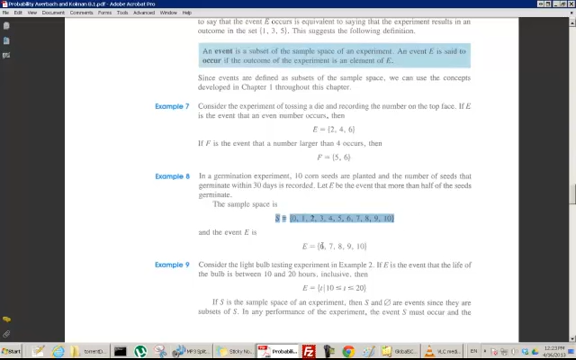 Probability Auerbach and Kolman 0.1.pdf - Adobe Acrobat Pro
File Edit View Document Comments Forms Tools Advanced Window Help
to say that the event E occurs is equivalent to saying that the experiment results in an
outcome in the set {1, 3, 5}. This suggests the following definition.
An event is a subset of the sample space of an experiment. An event E is said to
occur if the outcome of the experiment is an element of E.
Since events are defined as subsets of the sample space, we can use the concepts
developed in Chapter 1 throughout this chapter.
Example 7 Consider the experiment of tossing a die and recording the number on the top face. If E
is the event that an even number occurs, then
E = {2, 4, 6}
If F is the event that a number larger than 4 occurs, then
F = {5, 6}
Example 8 In a germination experiment, 10 corn seeds are planted and the number of seeds that
germinate within 30 days is recorded. Let E be the event that more than half of the seeds
germinate.
The sample space is
S = {0, 1, 2, 3, 4, 5, 6, 7, 8, 9, 10}
and the event E is
E = {6, 7, 8, 9, 10}
Example 9 Consider the light bulb testing experiment in Example 2. If E is the event that the life of
the bulb is between 10 and 20 hours, inclusive, then
E = {t | 10 ≤ t ≤ 20}
If S is the sample space of an experiment, then S and ∅ are events since they are
subsets of S. In any performance of the experiment, the event S must occur and the
start torrent MP3 Split... Sticky No... Probabilit... EN 12:23 PM